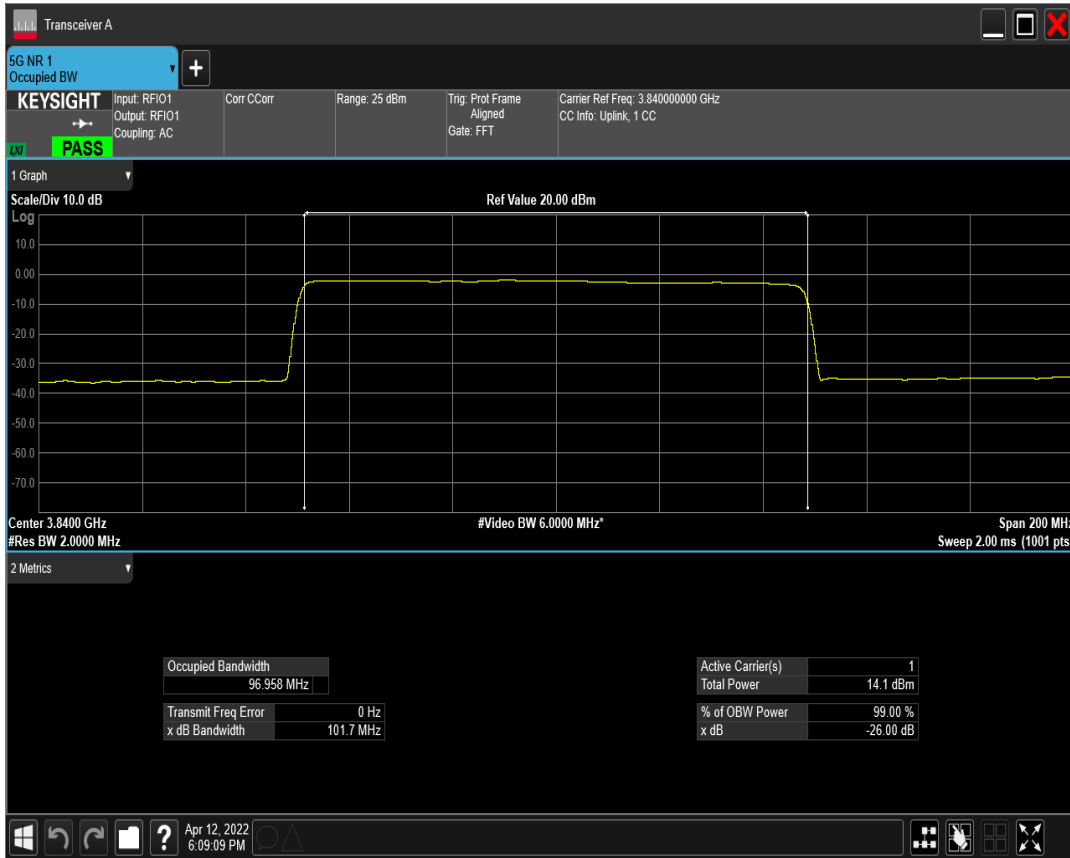 Transceiver A
5G NR 1
Occupied BW
+
KEYSIGHT
LXI
PASS
Input: RFIO1
Output: RFIO1
Coupling: AC
Corr CCorr
Range: 25 dBm
Trig: Prot Frame
Aligned
Gate: FFT
Carrier Ref Freq: 3.840000000 GHz
CC Info: Uplink, 1 CC
1 Graph
Scale/Div 10.0 dB
Ref Value 20.00 dBm
Log
10.0
0.00
-10.0
-20.0
-30.0
-40.0
-50.0
-60.0
-70.0
Center 3.8400 GHz
#Video BW 6.0000 MHz*
Span 200 MHz
#Res BW 2.0000 MHz
Sweep 2.00 ms (1001 pts
2 Metrics
Occupied Bandwidth
96.958 MHz
Transmit Freq Error 0 Hz
x dB Bandwidth 101.7 MHz
Active Carrier(s) 1
Total Power 14.1 dBm
% of OBW Power 99.00 %
x dB -26.00 dB
?
Apr 12, 2022
6:09:09 PM